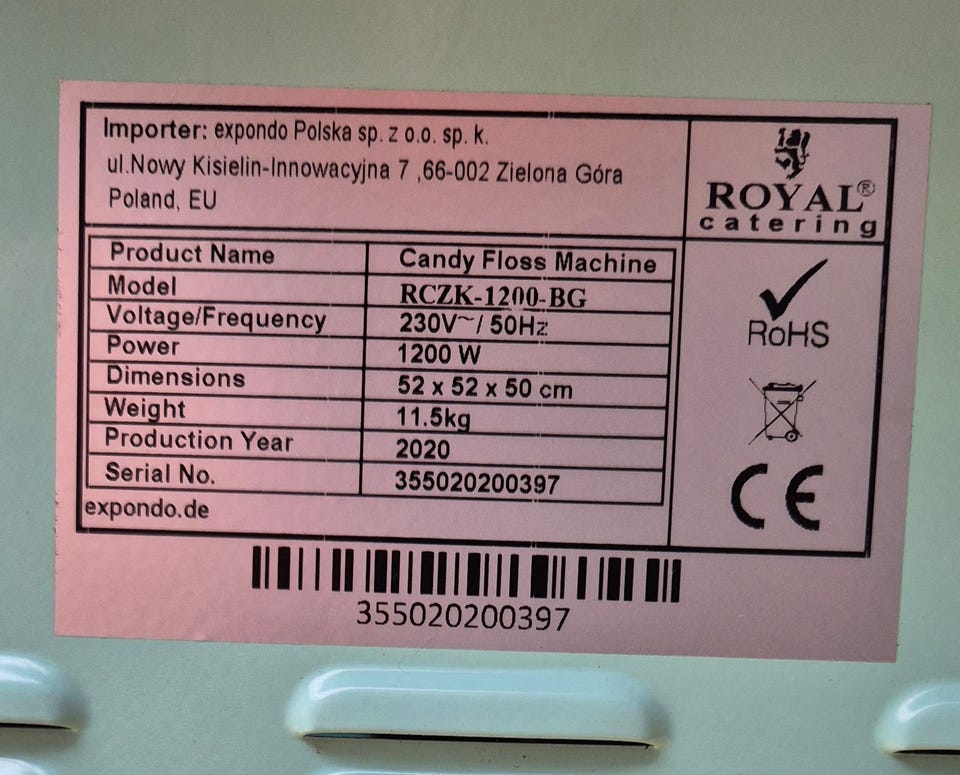 Importer: expondo Polska sp. z o.o. sp. k.
ul.Nowy Kisielin-Innowacyjna 7 ,66-002 Zielona Góra
Poland, EU
ROYAL®
catering
Product Name Candy Floss Machine
Model RCZK-1200-BG
Voltage/Frequency 230V~/ 50Hz
Power 1200 W
Dimensions 52 x 52 x 50 cm
Weight 11.5kg
Production Year 2020
Serial No. 355020200397
expondo.de
RoHS
CE
355020200397